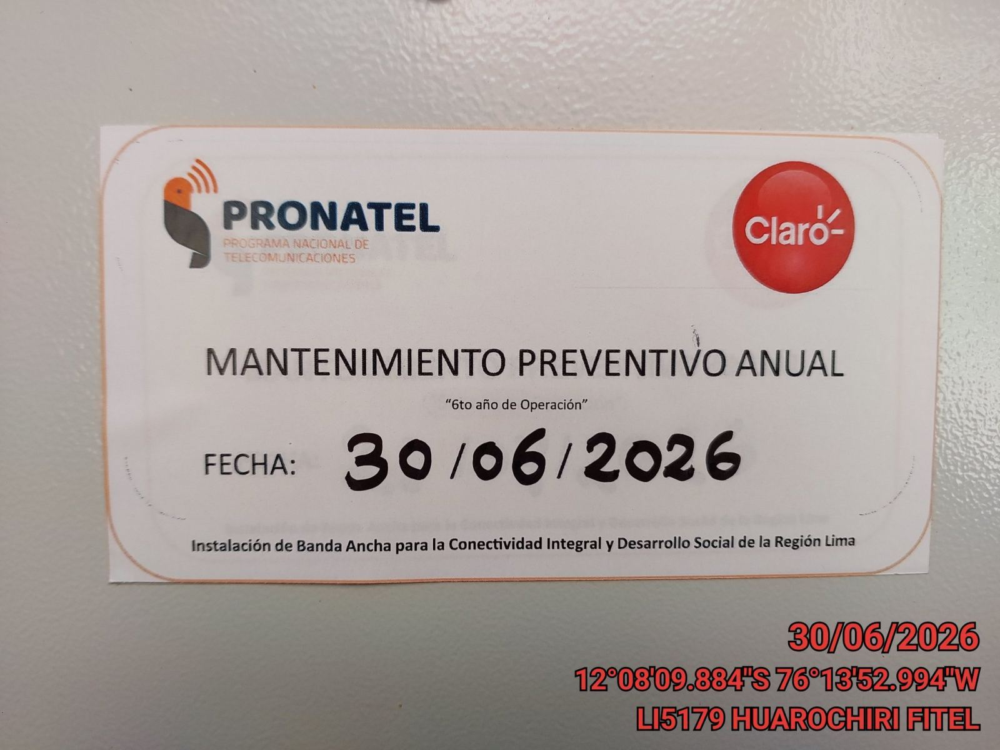 PRONATEL
PROGRAMA NACIONAL DE
TELECOMUNICACIONES
Claro
MANTENIMIENTO PREVENTIVO ANUAL
“6to año de Operación”
FECHA: 30/06/2026
Instalación de Banda Ancha para la Conectividad Integral y Desarrollo Social de la Región Lima
30/06/2026
12°08'09.884"S 76°13'52.994"W
LI5179 HUAROCHIRI FITEL